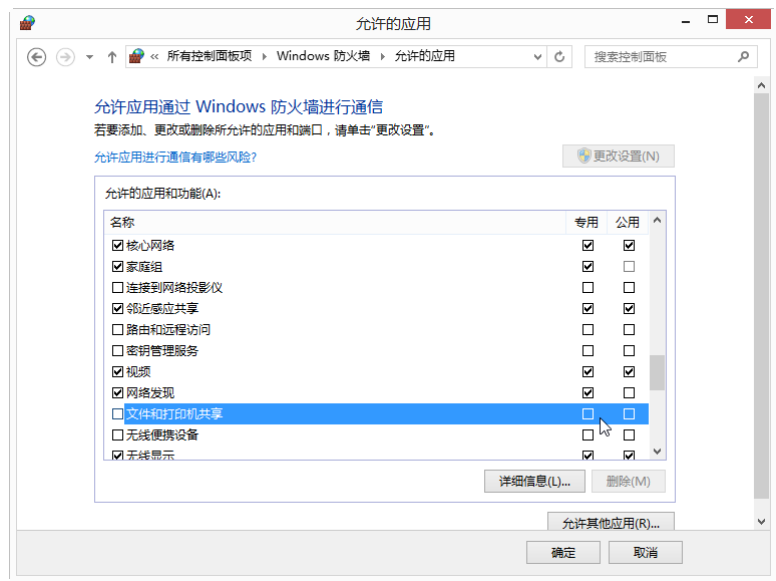 允许的应用
« 所有控制面板项 ▸ Windows 防火墙 ▸ 允许的应用
搜索控制面板
允许应用通过 Windows 防火墙进行通信
若要添加、更改或删除所允许的应用和端口，请单击“更改设置”。
允许应用进行通信有哪些风险?
更改设置(N)
允许的应用和功能(A):
名称 专用 公用
核心网络
家庭组
连接到网络投影仪
邻近感应共享
路由和远程访问
密钥管理服务
视频
网络发现
文件和打印机共享
无线便携设备
无线显示
详细信息(L)... 删除(M)
允许其他应用(R)...
确定 取消